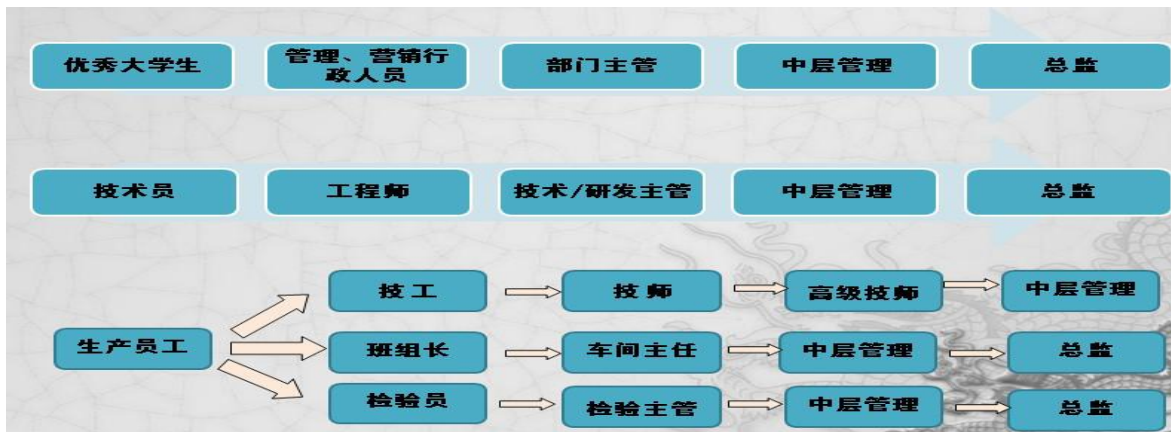 优秀大学生
管理、营销行
政人员
部门主管
中层管理
总监
技术员
工程师
技术/研发主管
中层管理
总监
生产员工
技工
技师
高级技师
中层管理
班组长
车间主任
中层管理
总监
检验员
检验主管
中层管理
总监